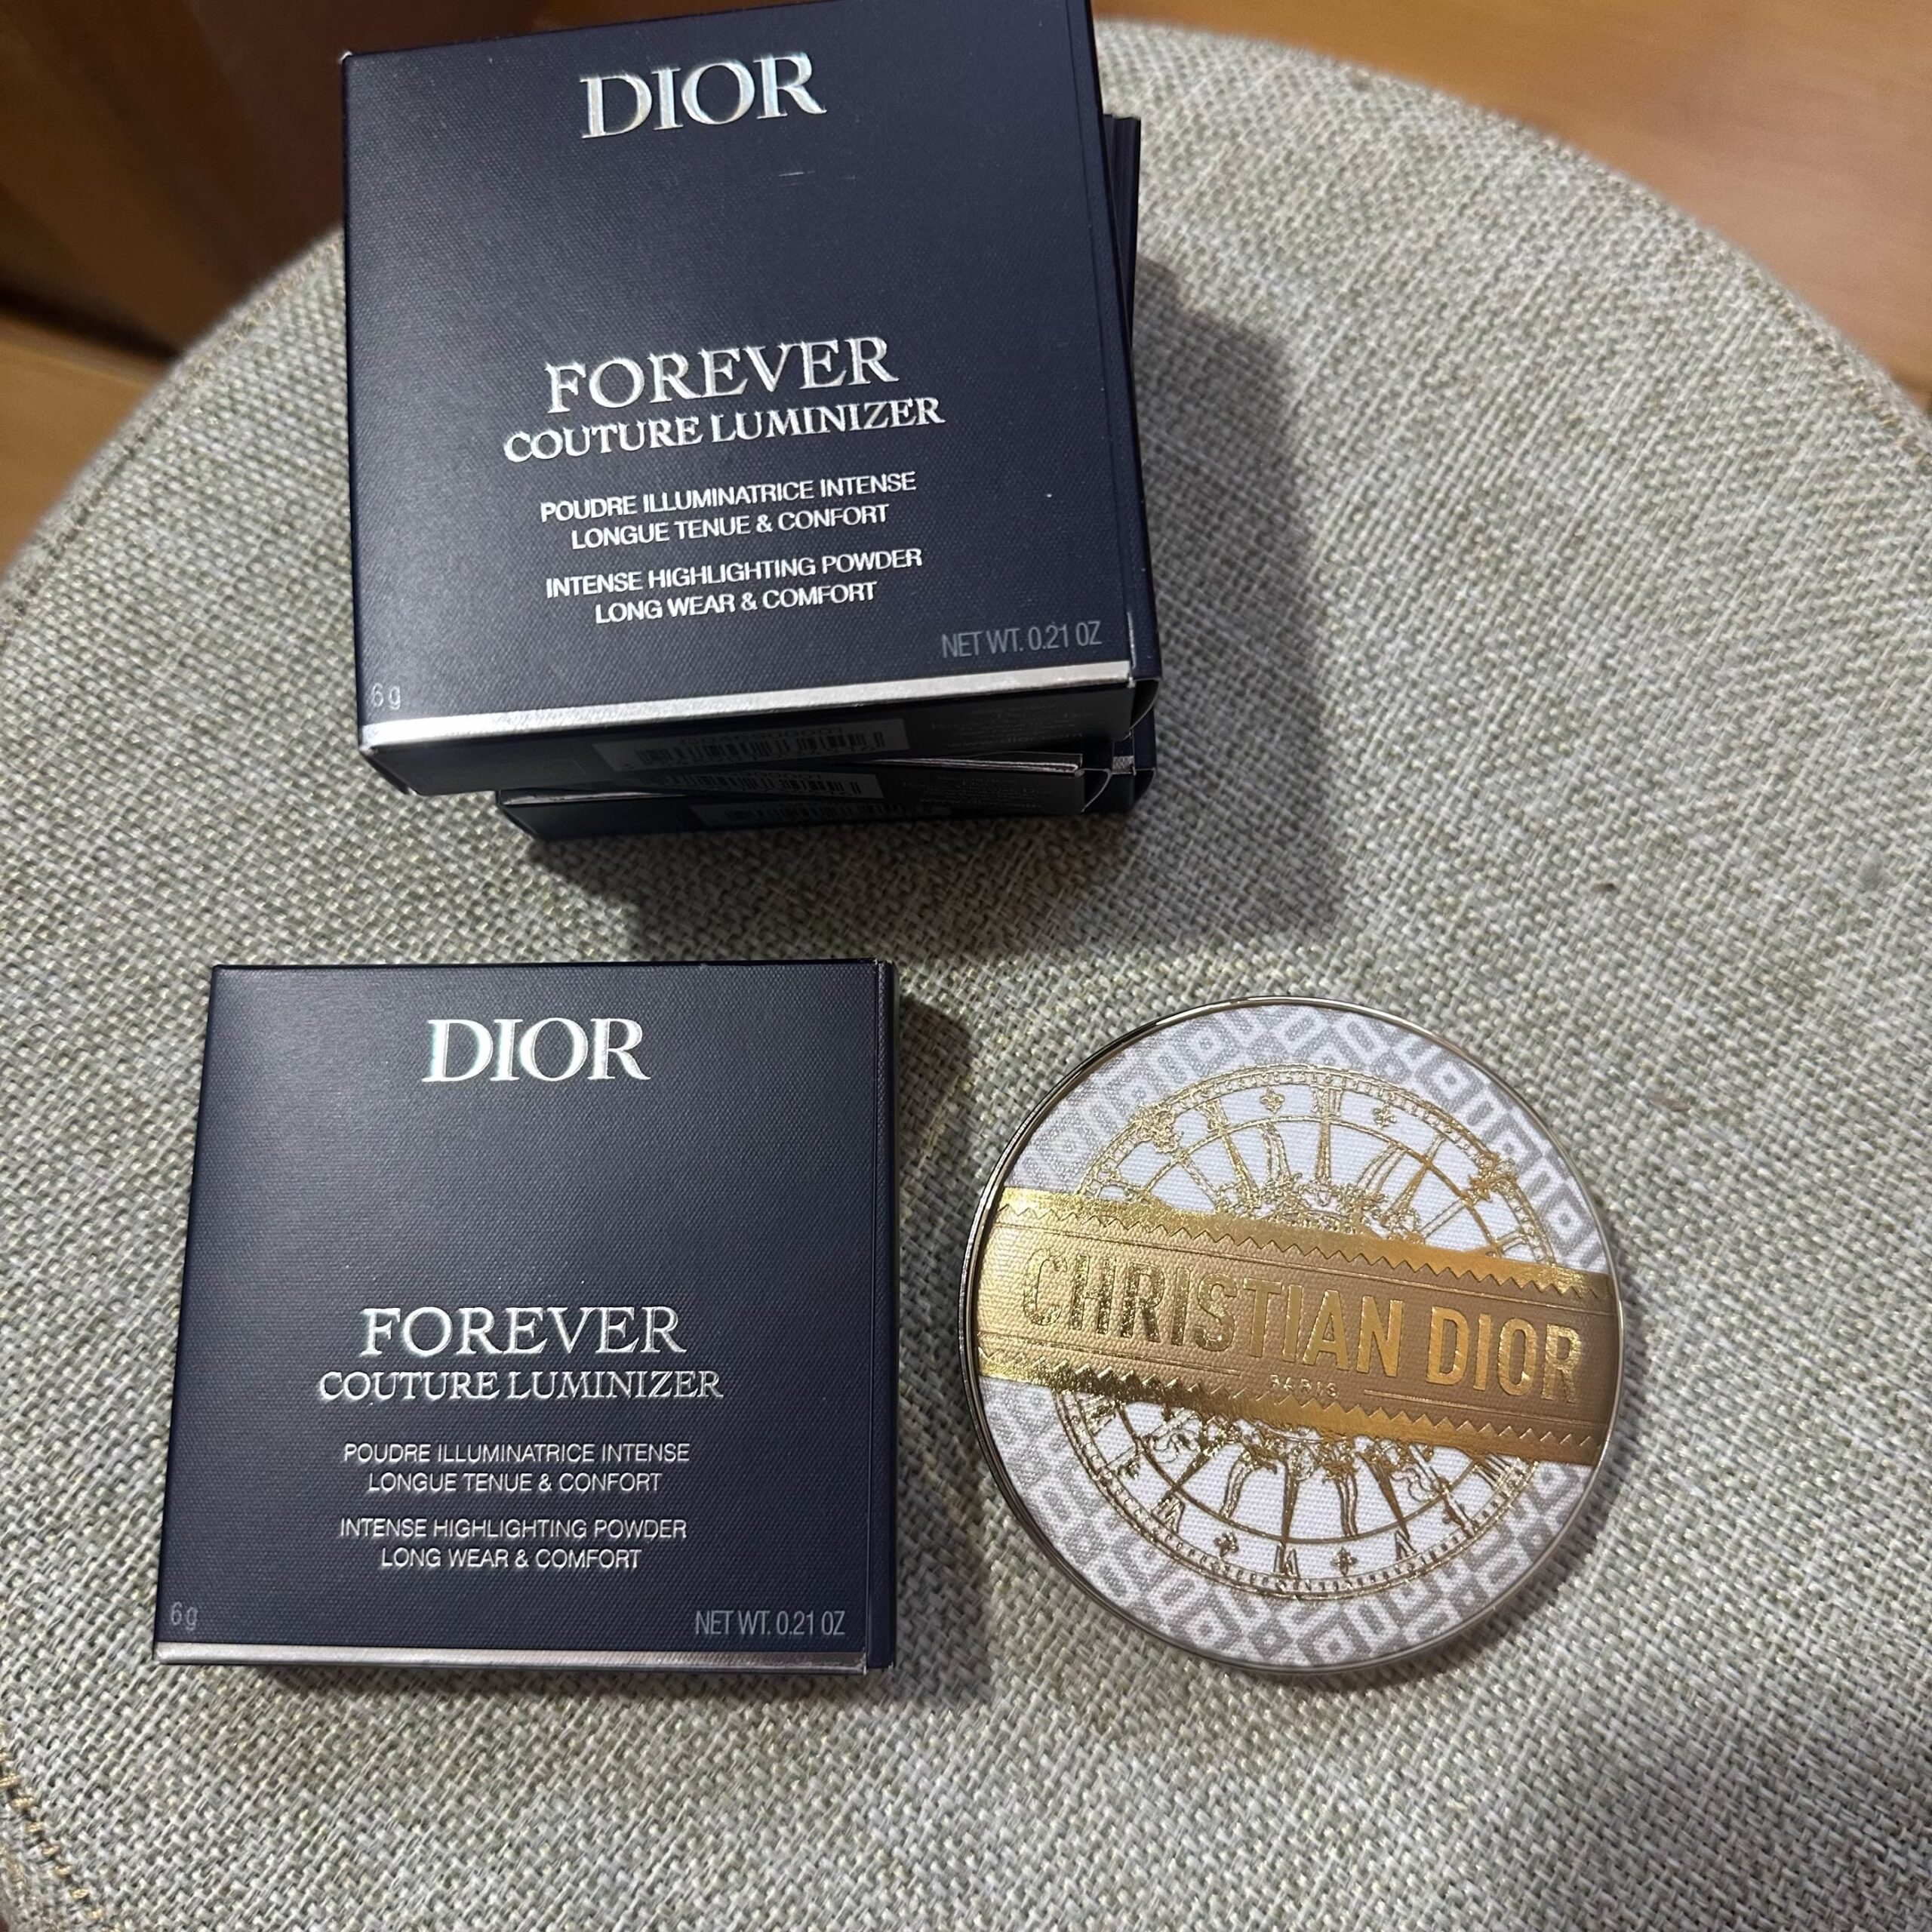 DIOR
FOREVER
COUTURE LUMINIZER
POUDRE ILLUMINATRICE INTENSE
LONGUE TENUE & CONFORT
INTENSE HIGHLIGHTING POWDER
LONG WEAR & COMFORT
NET WT. 0.21 OZ
6 g
DIOR
FOREVER
COUTURE LUMINIZER
POUDRE ILLUMINATRICE INTENSE
LONGUE TENUE & CONFORT
INTENSE HIGHLIGHTING POWDER
LONG WEAR & COMFORT
6 g
NET WT. 0.21 OZ
CHRISTIAN DIOR
PARIS